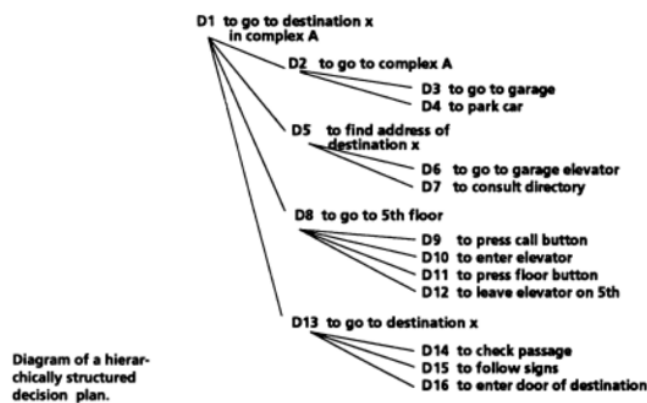 D1 to go to destination x
in complex A
D2 to go to complex A
D3 to go to garage
D4 to park car
D5 to find address of
destination x
D6 to go to garage elevator
D7 to consult directory
D8 to go to 5th floor
D9 to press call button
D10 to enter elevator
D11 to press floor button
D12 to leave elevator on 5th
D13 to go to destination x
D14 to check passage
D15 to follow signs
D16 to enter door of destination
Diagram of a hierar-
chically structured
decision plan.